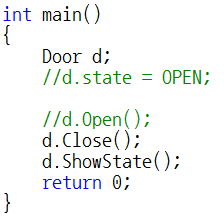 int main()
{
    Door d;
    //d.state = OPEN;

    //d.Open();
    d.Close();
    d.ShowState();
    return 0;
}